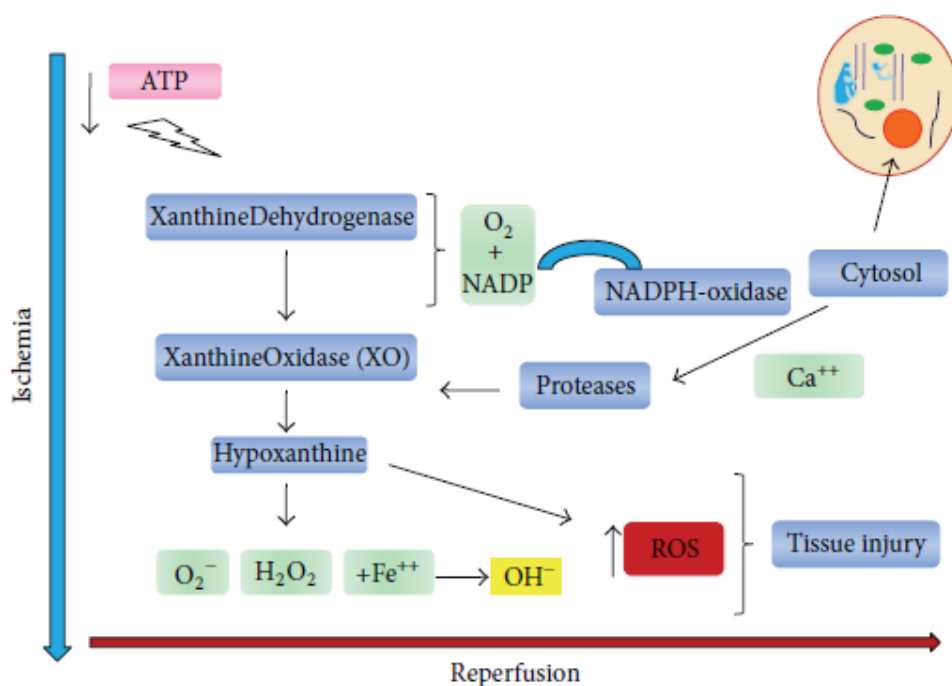 ATP
XanthineDehydrogenase
O₂
+
NADP
NADPH-oxidase
Cytosol
XanthineOxidase (XO)
Proteases
Ca⁺⁺
Hypoxanthine
ROS
Tissue injury
O₂⁻
H₂O₂
+Fe⁺⁺
OH⁻
Ischemia
Reperfusion